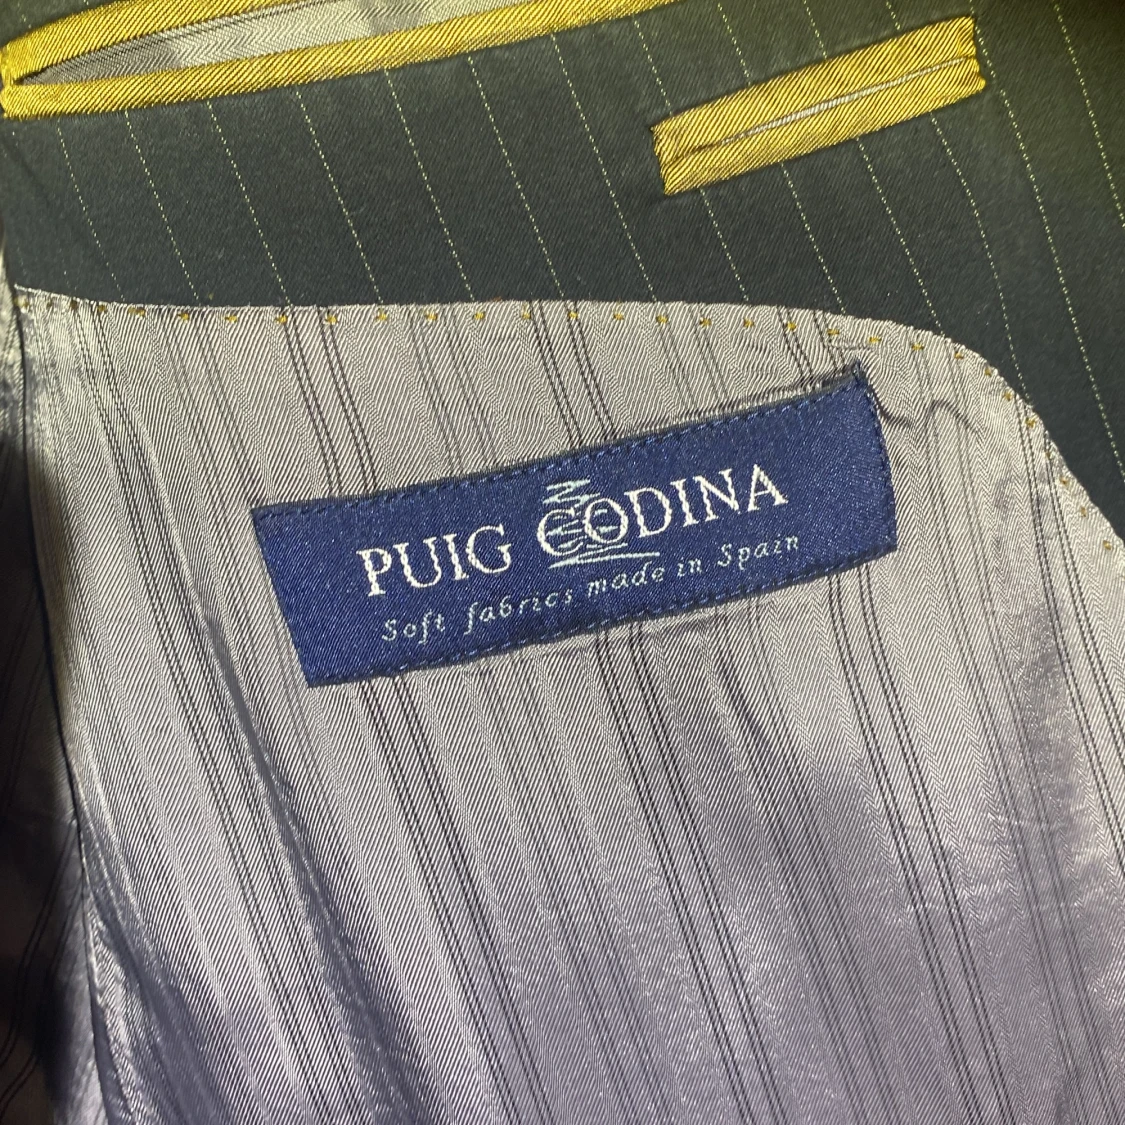 PUIG CODINA
Soft fabrics made in Spain